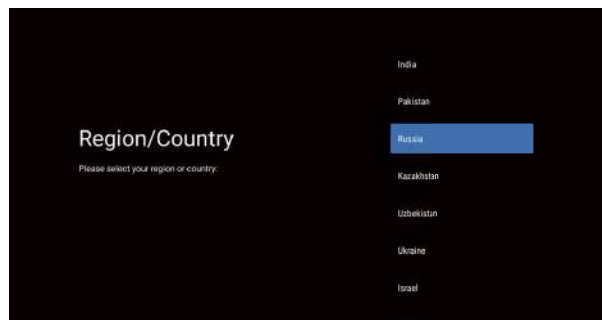 India
Pakistan
Region/Country
Russia
Please select your region or country:
Kazakhstan
Uzbekistan
Ukraine
Israel